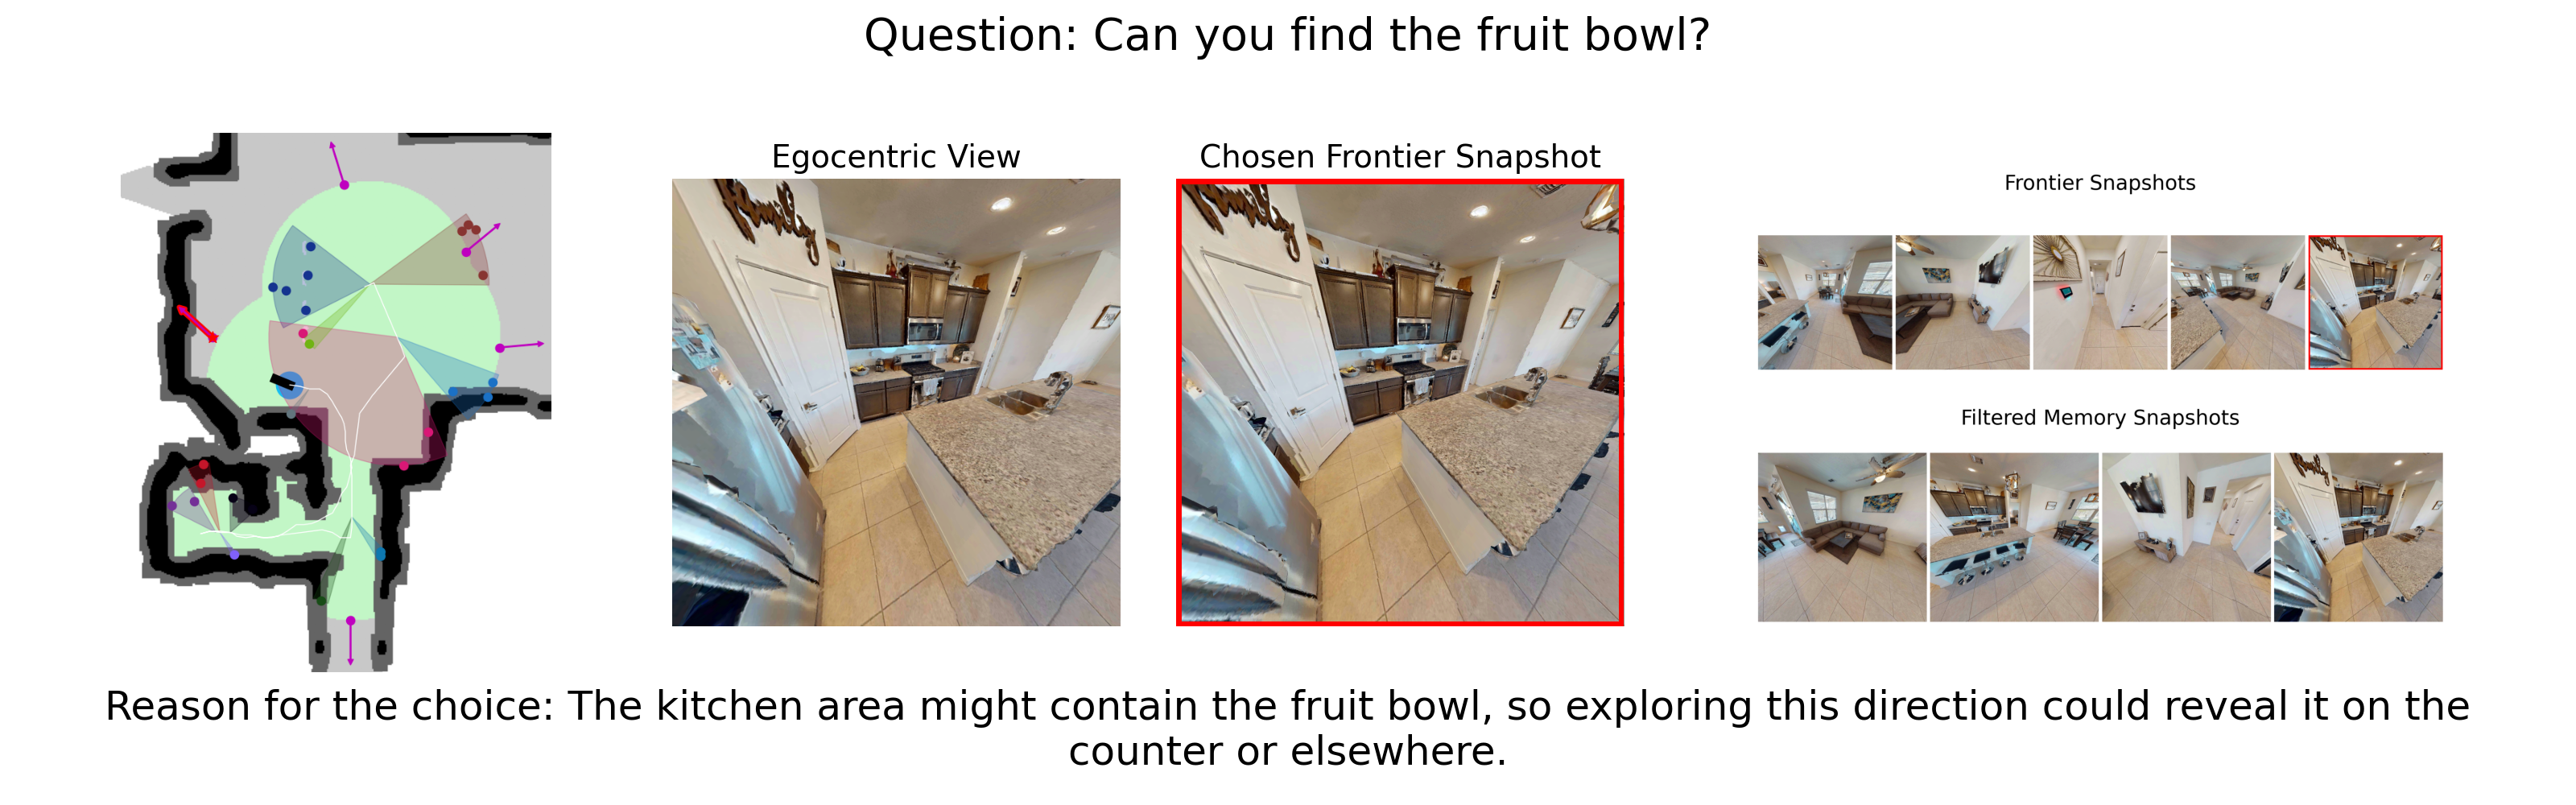 Question: Can you find the fruit bowl?
Egocentric View
Chosen Frontier Snapshot
Frontier Snapshots
family
family
Filtered Memory Snapshots
Reason for the choice: The kitchen area might contain the fruit bowl, so exploring this direction could reveal it on the
counter or elsewhere.